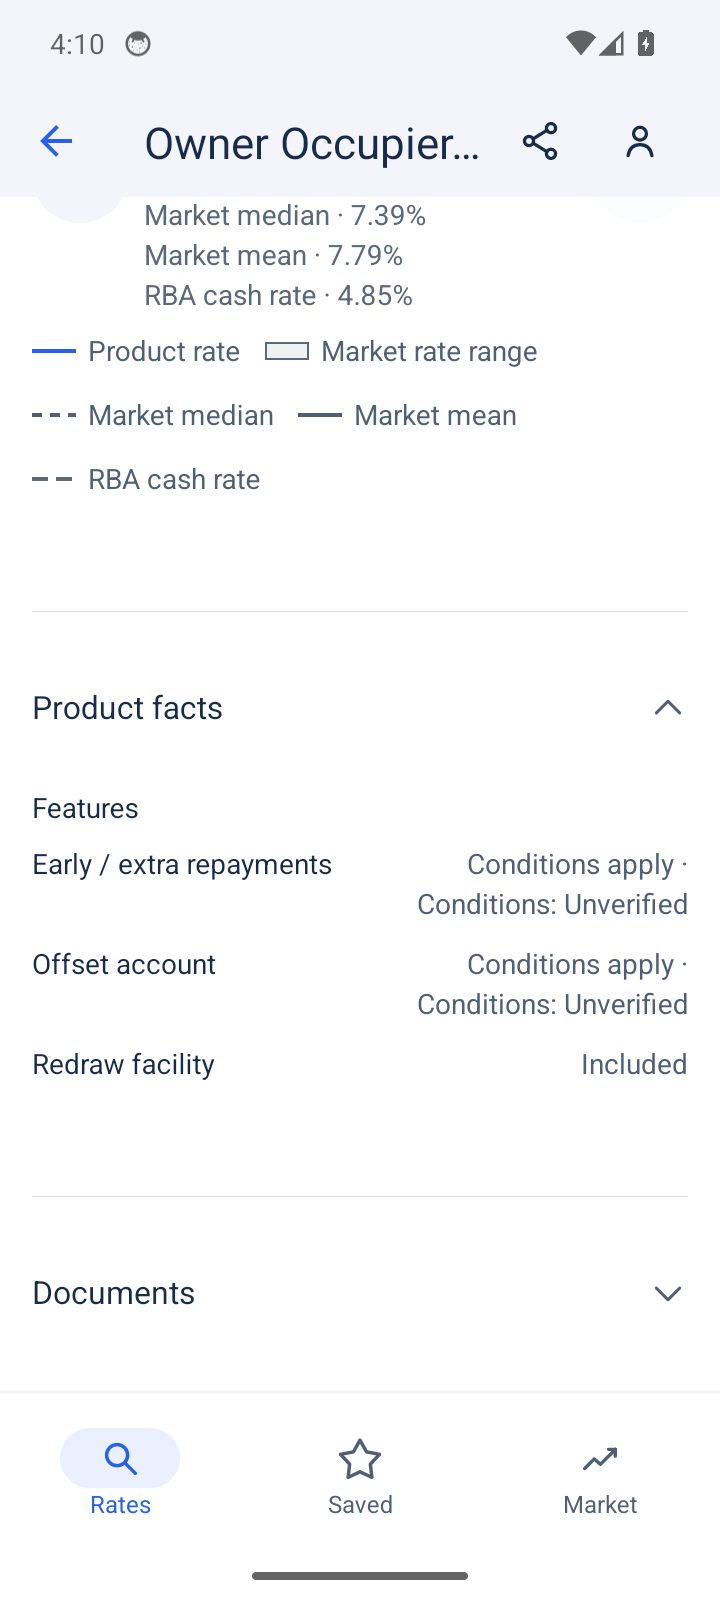 4:10
Owner Occupier...
Market median · 7.39%
Market mean · 7.79%
RBA cash rate · 4.85%
Product rate
Market rate range
Market median
Market mean
RBA cash rate
Product facts
Features
Early / extra repayments
Conditions apply ·
Conditions: Unverified
Offset account
Conditions apply ·
Conditions: Unverified
Redraw facility
Included
Documents
Rates
Saved
Market